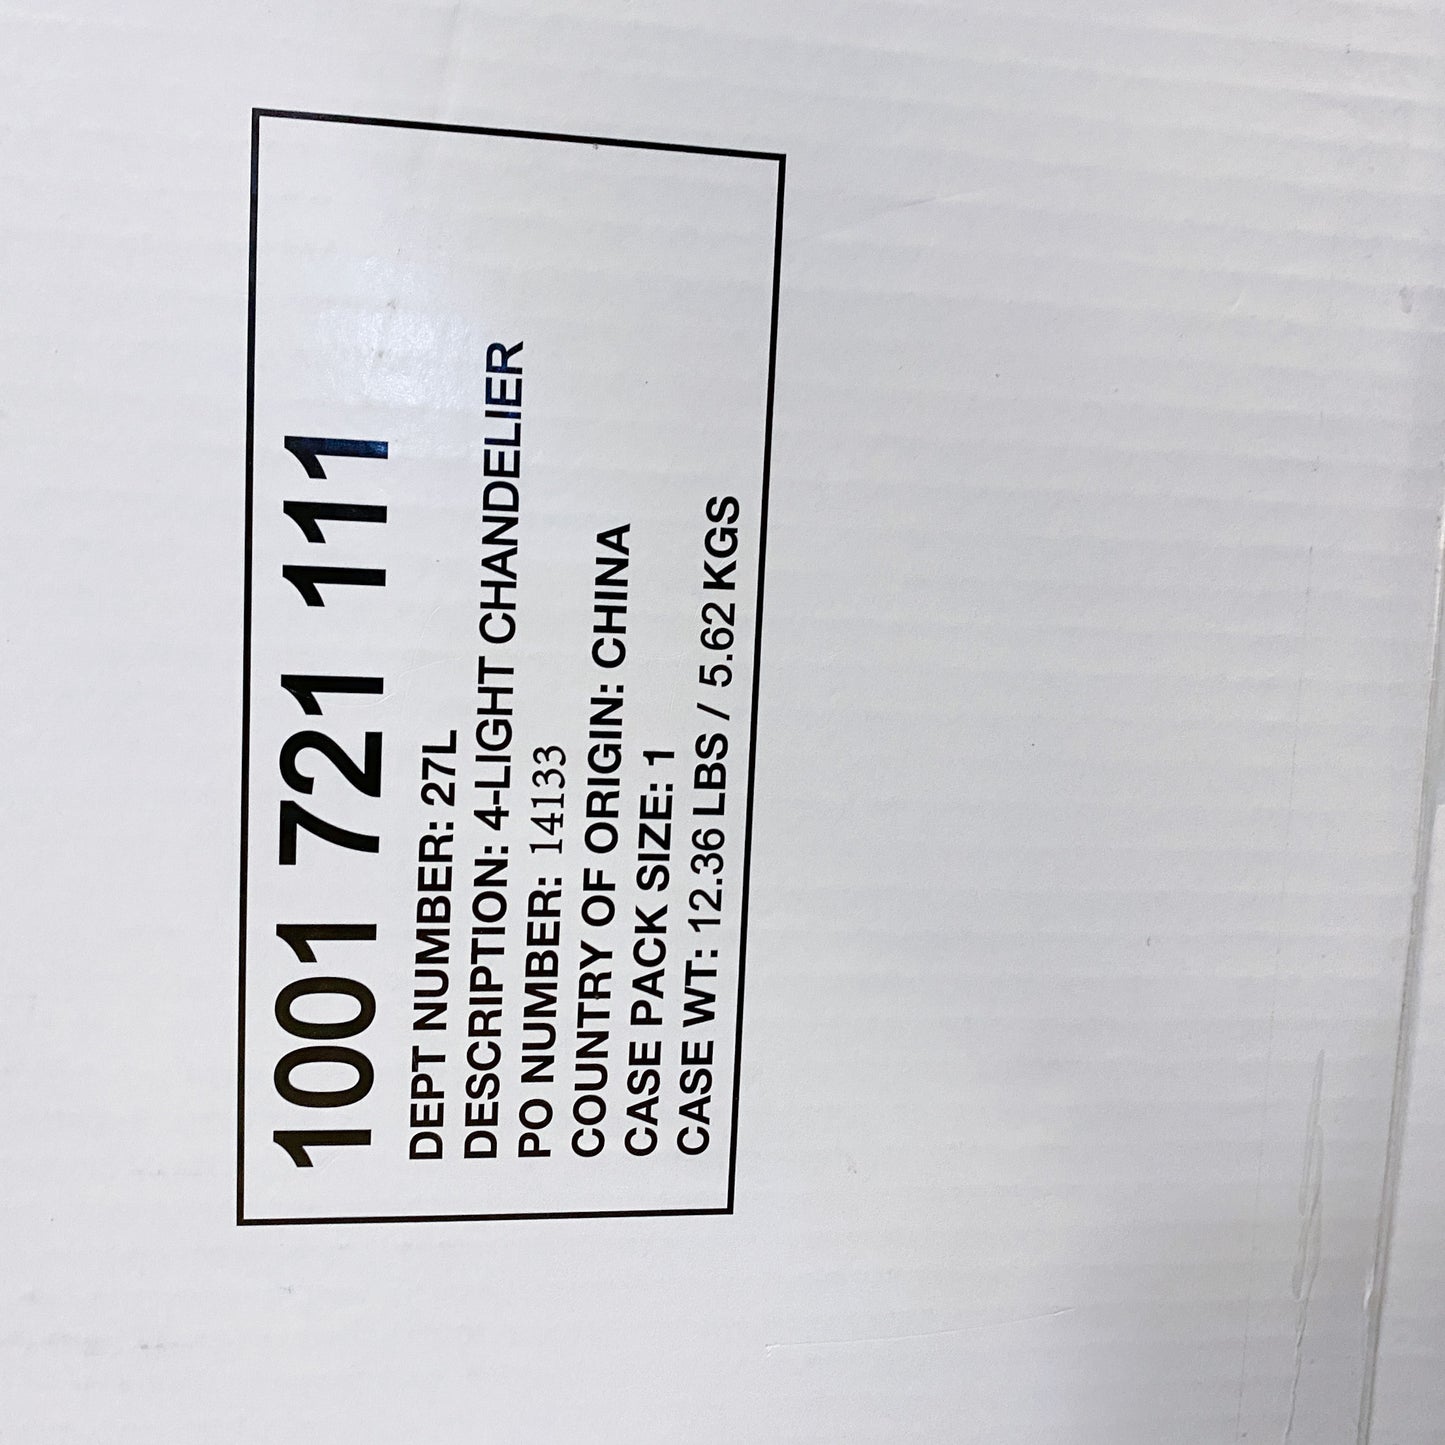 1001 721 111
DEPT NUMBER: 27L
DESCRIPTION: 4-LIGHT CHANDELIER
PO NUMBER: 14133
COUNTRY OF ORIGIN: CHINA
CASE PACK SIZE: 1
CASE WT: 12.36 LBS / 5.62 KGS